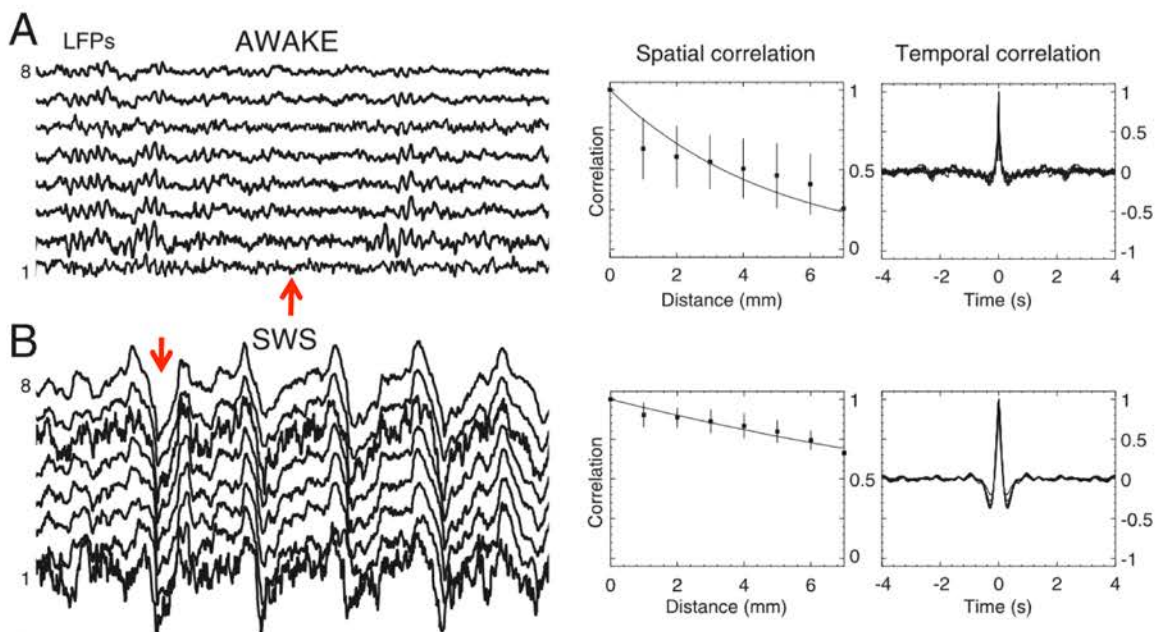 A
LFPs
AWAKE
8
1
Spatial correlation
Correlation
1
0.5
0
0 2 4 6
Distance (mm)
Temporal correlation
1
0.5
0
-0.5
-1
-4 -2 0 2 4
Time (s)
B
SWS
8
1
Correlation
1
0.5
0
0 2 4 6
Distance (mm)
1
0.5
0
-0.5
-1
-4 -2 0 2 4
Time (s)